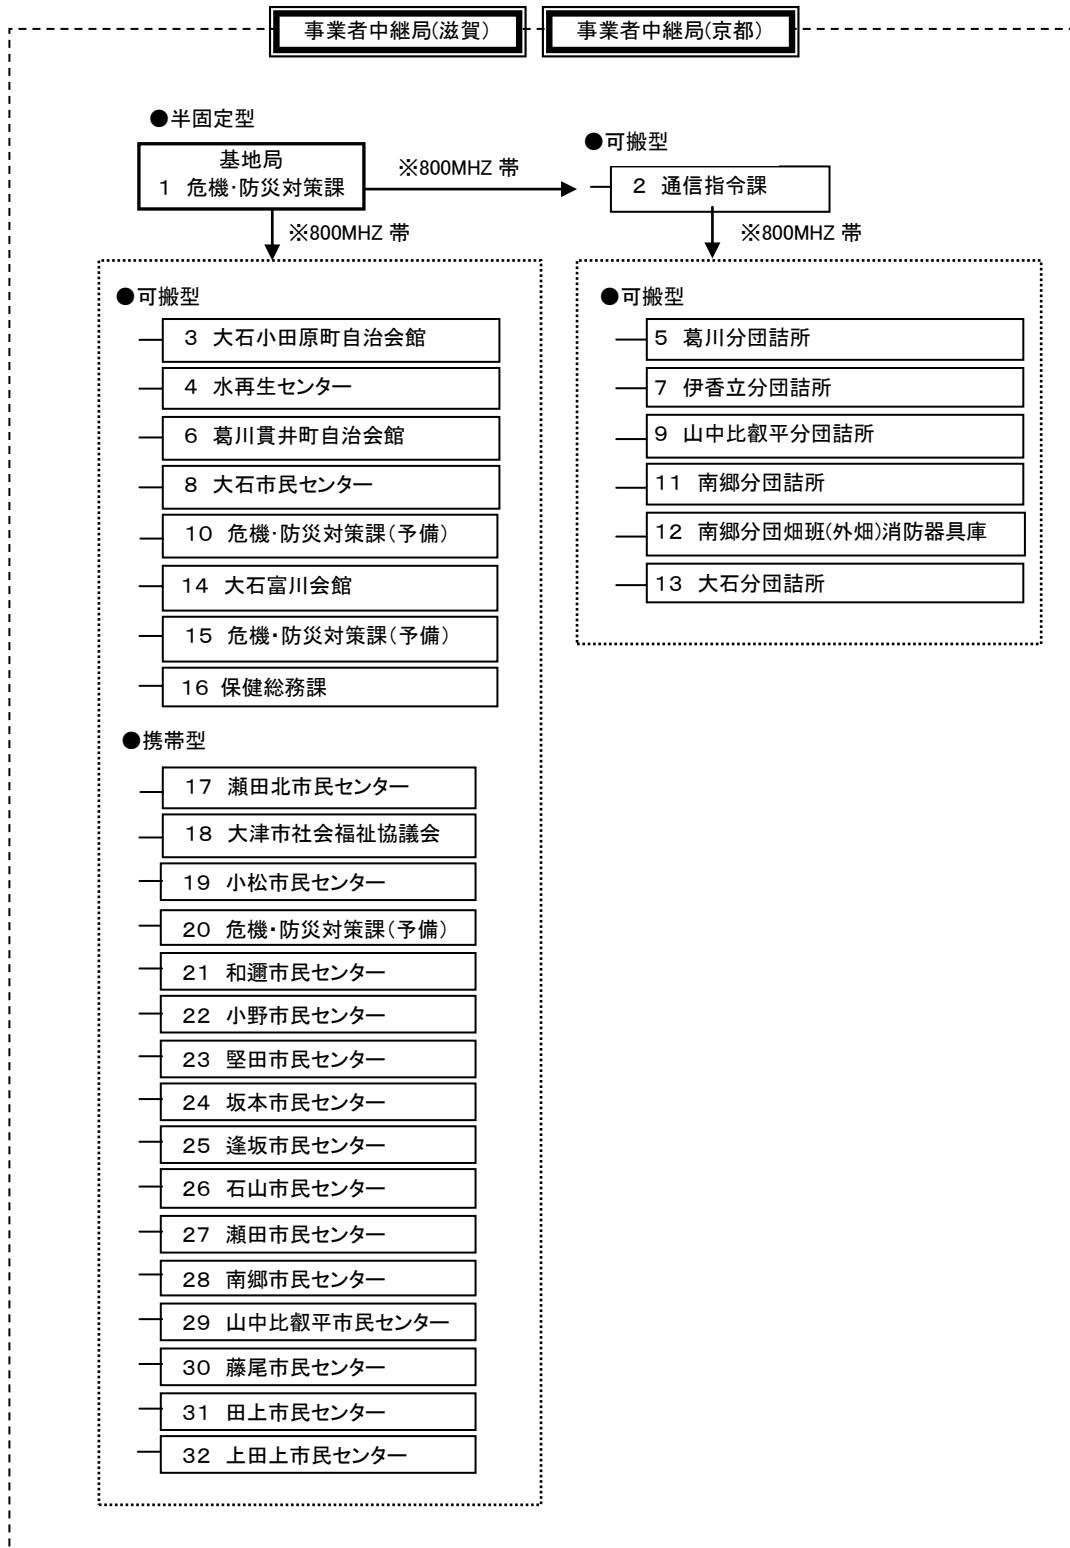 事業者中継局(滋賀)
事業者中継局(京都)
●半固定型
基地局
1 危機・防災対策課
※800MHZ 帯
●可搬型
2 通信指令課
※800MHZ 帯
※800MHZ 帯
●可搬型
3 大石小田原町自治会館
4 水再生センター
6 葛川貫井町自治会館
8 大石市民センター
10 危機・防災対策課(予備)
14 大石富川会館
15 危機・防災対策課(予備)
16 保健総務課
●携帯型
17 瀬田北市民センター
18 大津市社会福祉協議会
19 小松市民センター
20 危機・防災対策課(予備)
21 和邇市民センター
22 小野市民センター
23 堅田市民センター
24 坂本市民センター
25 逢坂市民センター
26 石山市民センター
27 瀬田市民センター
28 南郷市民センター
29 山中比叡平市民センター
30 藤尾市民センター
31 田上市民センター
32 上田上市民センター
●可搬型
5 葛川分団詰所
7 伊香立分団詰所
9 山中比叡平分団詰所
11 南郷分団詰所
12 南郷分団畑班(外畑)消防器具庫
13 大石分団詰所